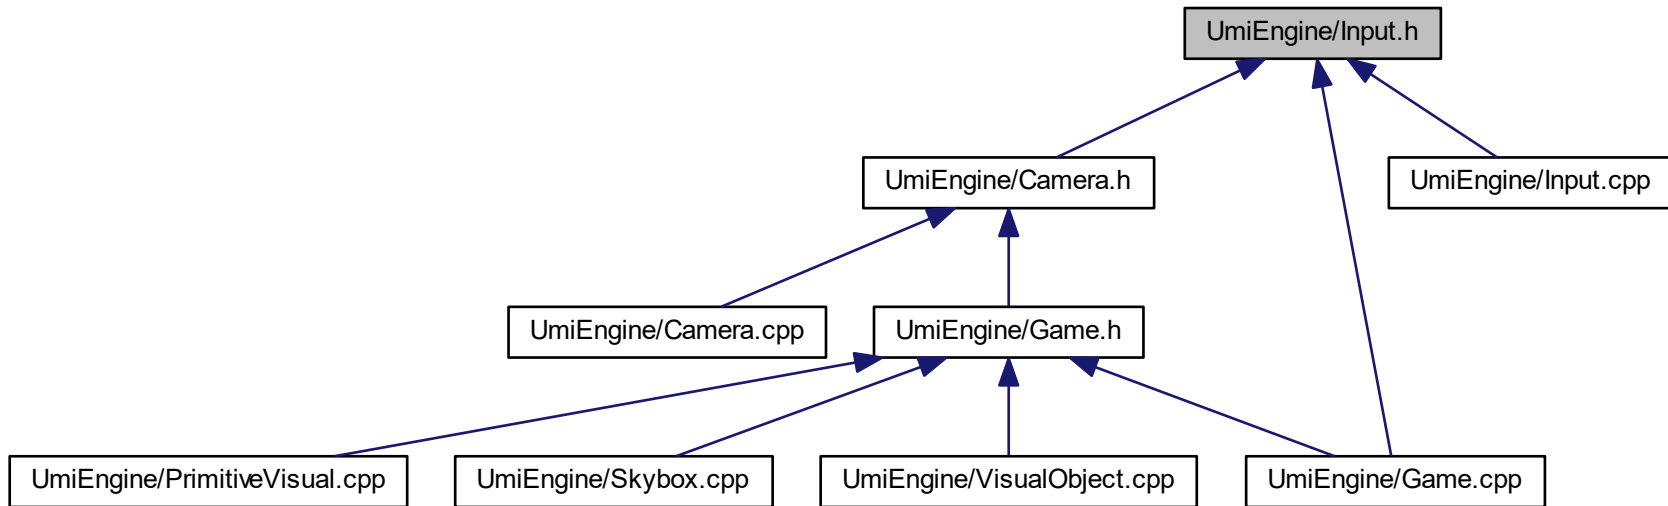 UmiEngine/Input.h
UmiEngine/Camera.h
UmiEngine/Input.cpp
UmiEngine/Camera.cpp
UmiEngine/Game.h
UmiEngine/PrimitiveVisual.cpp
UmiEngine/Skybox.cpp
UmiEngine/VisualObject.cpp
UmiEngine/Game.cpp